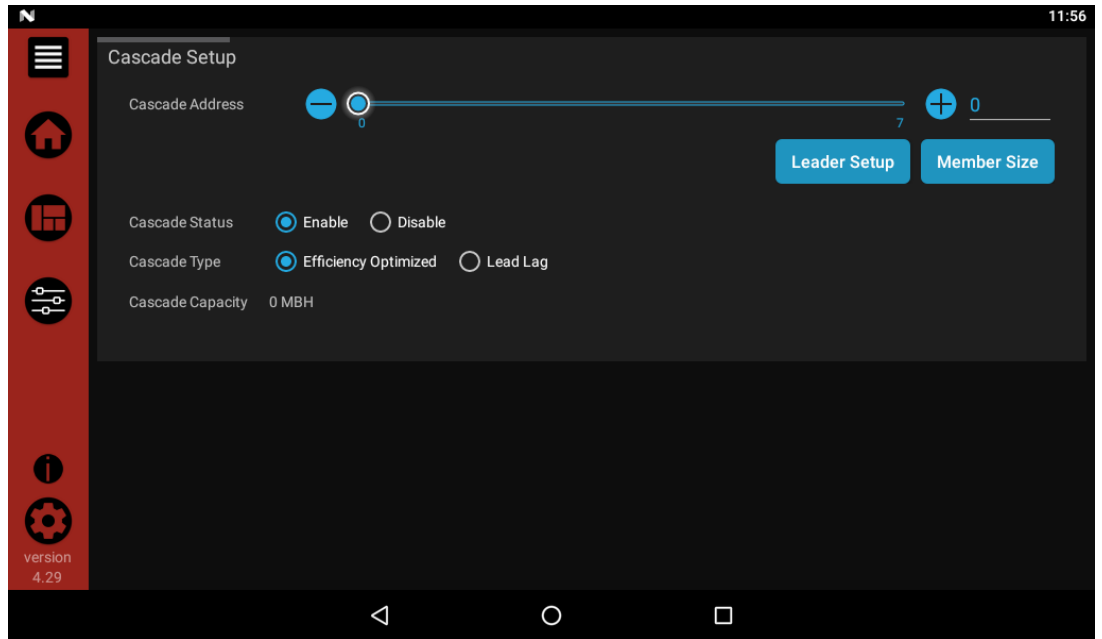 11:56
Cascade Setup
Cascade Address
0
7
0
Leader Setup
Member Size
Cascade Status
Enable
Disable
Cascade Type
Efficiency Optimized
Lead Lag
Cascade Capacity
0 MBH
version
4.29